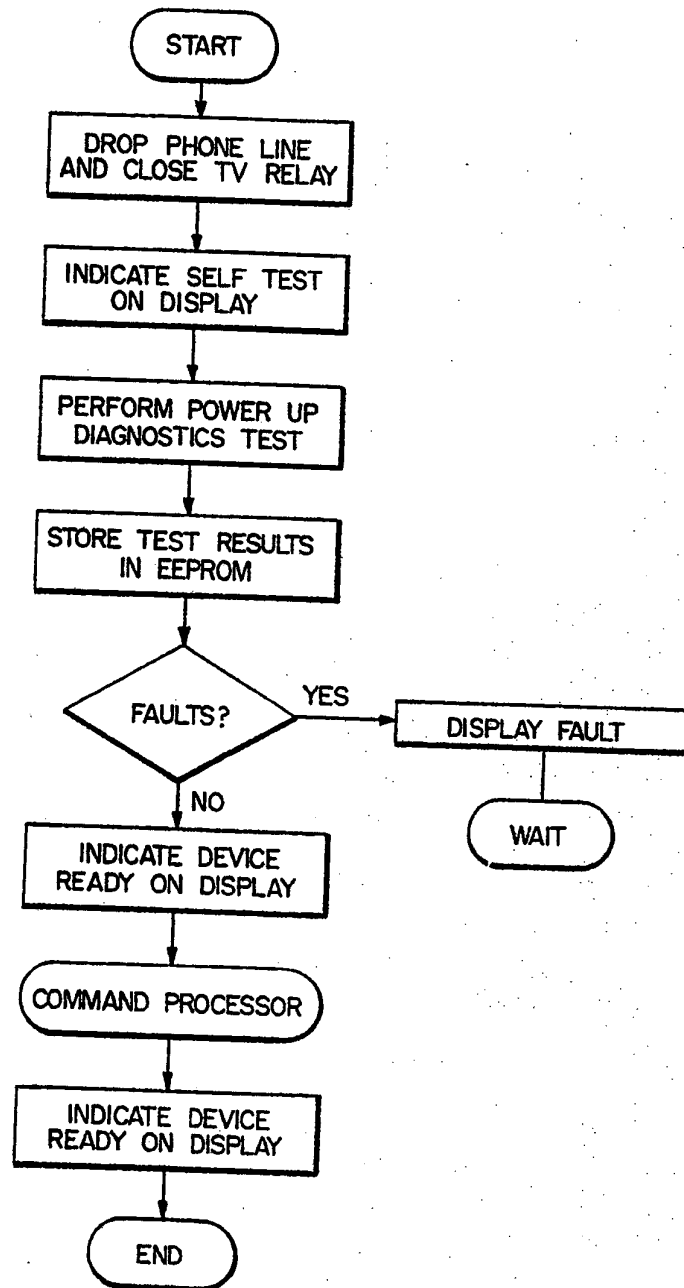 START
DROP PHONE LINE
AND CLOSE TV RELAY
INDICATE SELF TEST
ON DISPLAY
PERFORM POWER UP
DIAGNOSTICS TEST
STORE TEST RESULTS
IN EEPROM
FAULTS?
YES
DISPLAY FAULT
WAIT
NO
INDICATE DEVICE
READY ON DISPLAY
COMMAND PROCESSOR
INDICATE DEVICE
READY ON DISPLAY
END